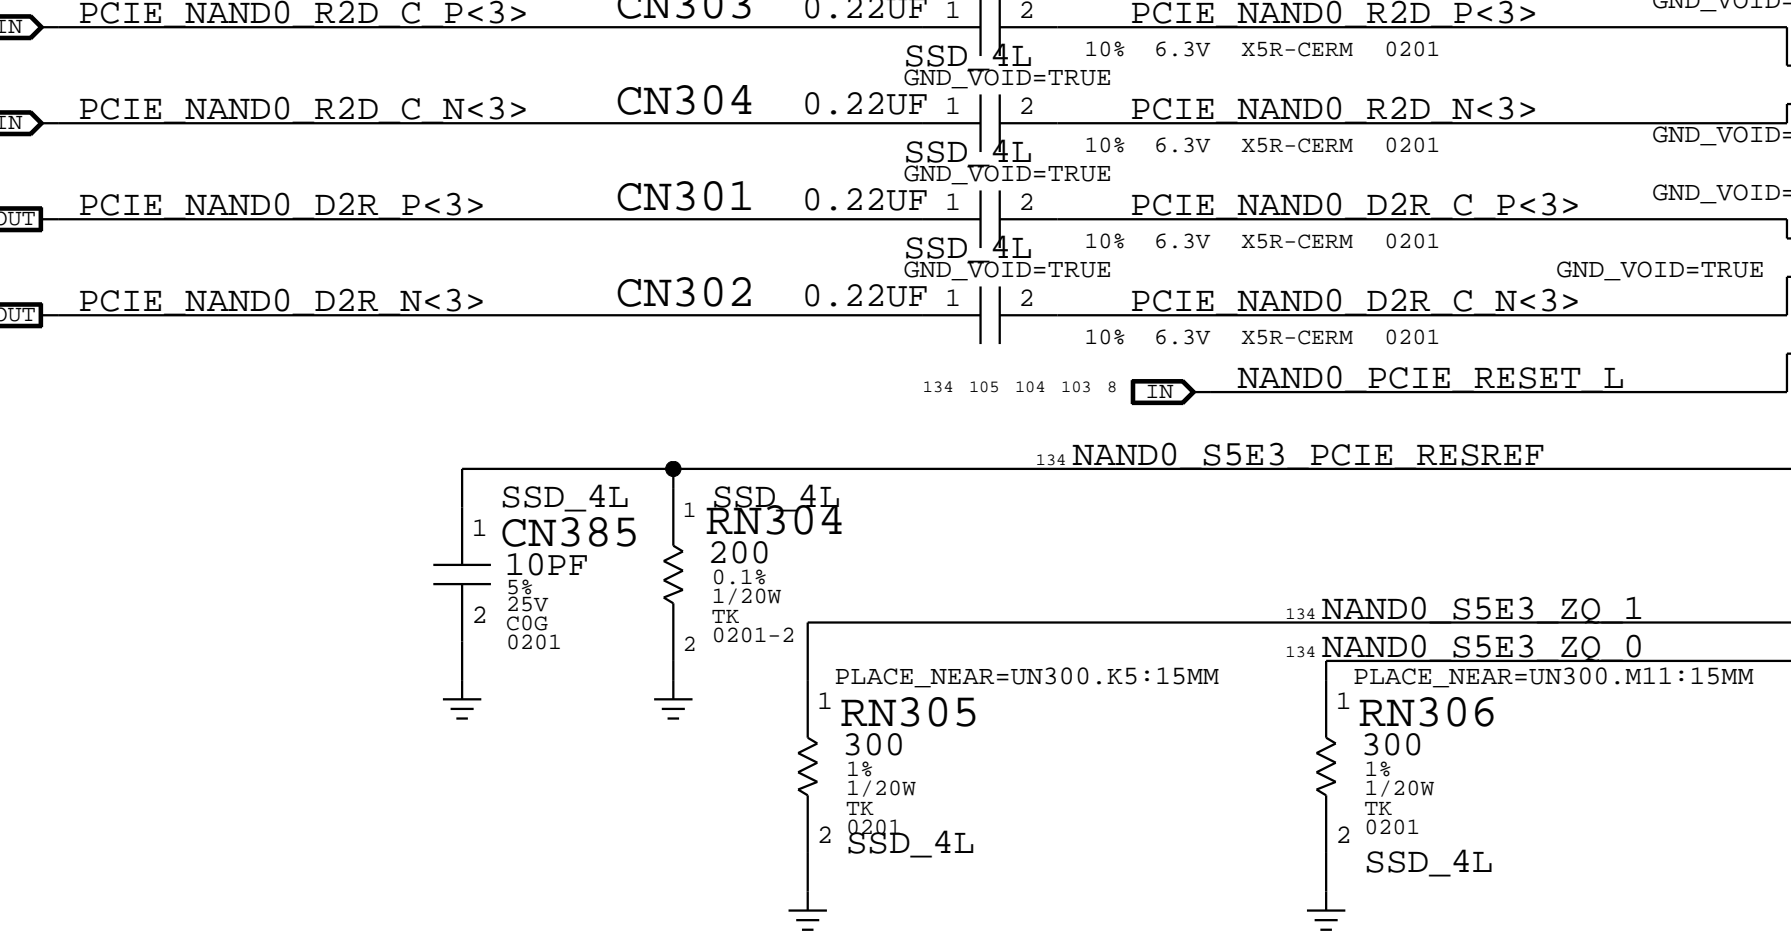 IN PCIE_NAND0_R2D_C_P<3> CN303 0.22UF 1 2 PCIE_NAND0_R2D_P<3> GND_VOID=
SSD_4L 10% 6.3V X5R-CERM 0201
GND_VOID=TRUE
IN PCIE_NAND0_R2D_C_N<3> CN304 0.22UF 1 2 PCIE_NAND0_R2D_N<3>
GND_VOID=
SSD_4L 10% 6.3V X5R-CERM 0201
GND_VOID=TRUE
GND_VOID=
OUT PCIE_NAND0_D2R_P<3> CN301 0.22UF 1 2 PCIE_NAND0_D2R_C_P<3>
SSD_4L 10% 6.3V X5R-CERM 0201
GND_VOID=TRUE GND_VOID=TRUE
OUT PCIE_NAND0_D2R_N<3> CN302 0.22UF 1 2 PCIE_NAND0_D2R_C_N<3>
10% 6.3V X5R-CERM 0201
134 105 104 103 8 IN NAND0_PCIE_RESET_L
134 NAND0_S5E3_PCIE_RESREF
SSD_4L
1 CN385
10PF
5%
25V
2 C0G
0201
SSD_4L
1 RN304
200
0.1%
1/20W
TK
2 0201-2
134 NAND0_S5E3_ZQ_1
134 NAND0_S5E3_ZQ_0
PLACE_NEAR=UN300.K5:15MM
1 RN305
300
1%
1/20W
TK
2 0201
SSD_4L
PLACE_NEAR=UN300.M11:15MM
1 RN306
300
1%
1/20W
TK
2 0201
SSD_4L